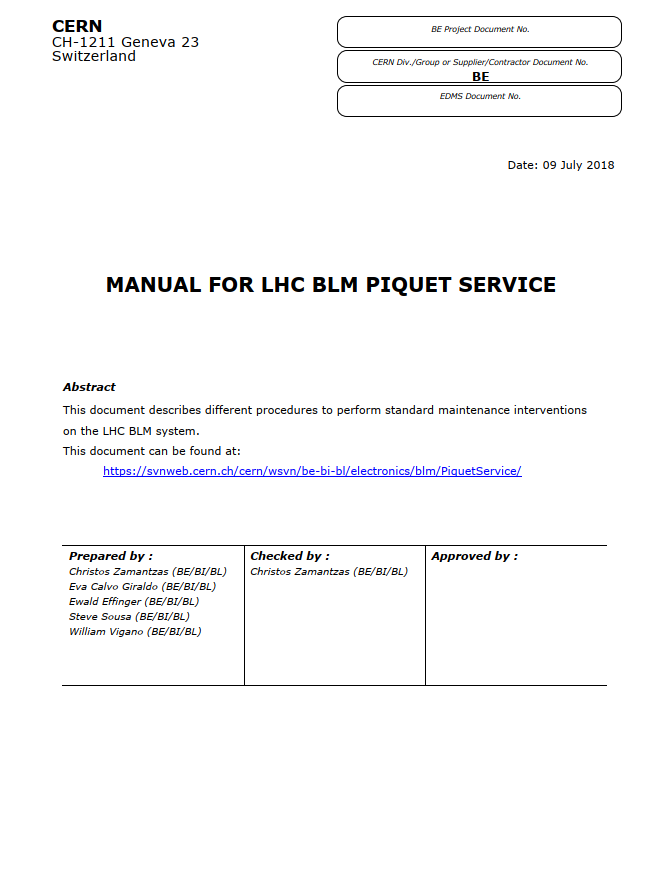 CERN
CH-1211 Geneva 23
Switzerland
BE Project Document No.
CERN Div./Group or Supplier/Contractor Document No.
BE
EDMS Document No.
Date: 09 July 2018
MANUAL FOR LHC BLM PIQUET SERVICE
Abstract
This document describes different procedures to perform standard maintenance interventions
on the LHC BLM system.
This document can be found at:
https://svnweb.cern.ch/cern/wsvn/be-bi-bl/electronics/blm/PiquetService/
Prepared by :
Christos Zamantzas (BE/BI/BL)
Eva Calvo Giraldo (BE/BI/BL)
Ewald Effinger (BE/BI/BL)
Steve Sousa (BE/BI/BL)
William Vigano (BE/BI/BL)
Checked by :
Christos Zamantzas (BE/BI/BL)
Approved by :